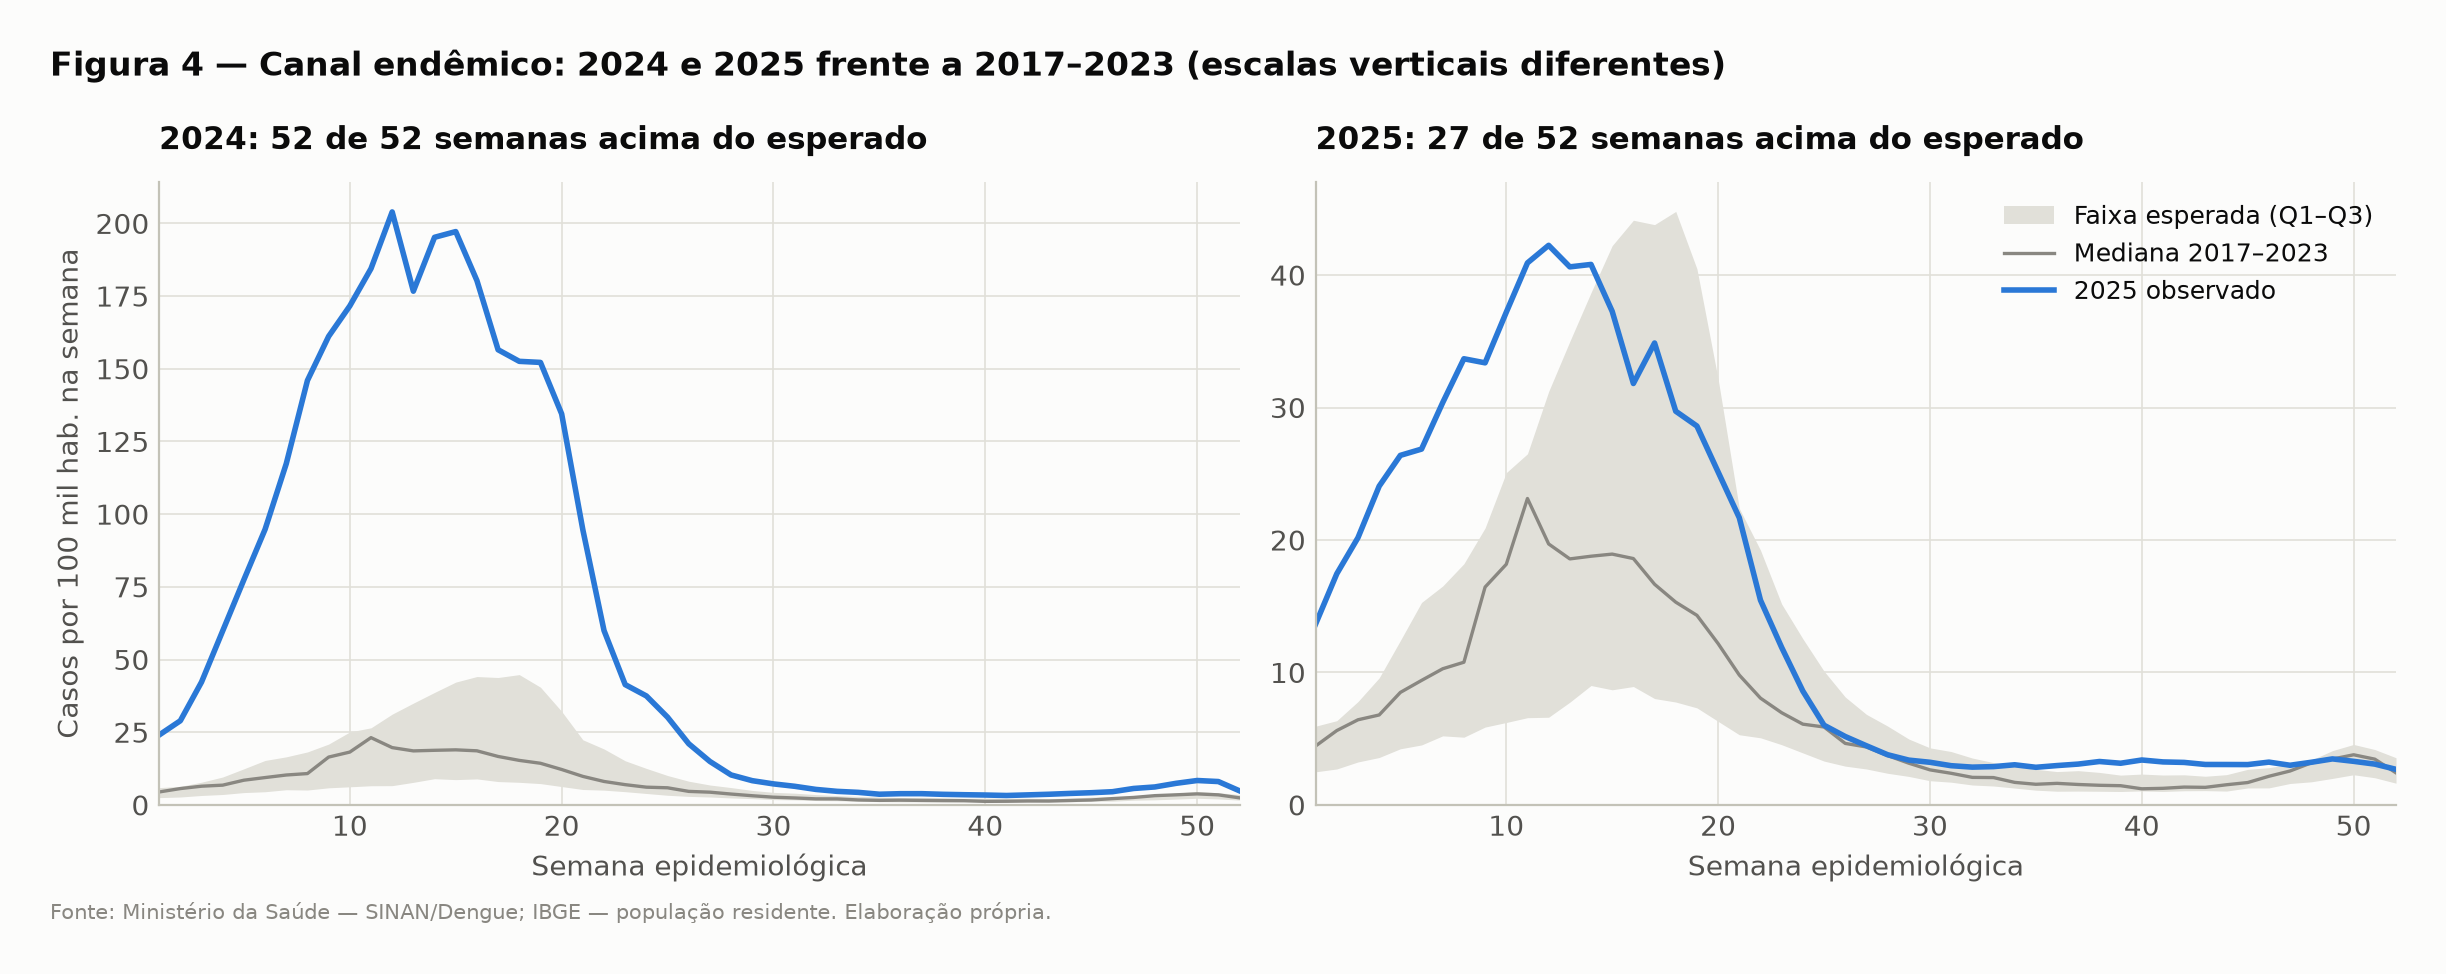 Figura 4 — Canal endêmico: 2024 e 2025 frente a 2017–2023 (escalas verticais diferentes)
2024: 52 de 52 semanas acima do esperado
Casos por 100 mil hab. na semana
200
175
150
125
100
75
50
25
0
10 20 30 40 50
Semana epidemiológica
2025: 27 de 52 semanas acima do esperado
Faixa esperada (Q1–Q3)
Mediana 2017–2023
2025 observado
40
30
20
10
0
10 20 30 40 50
Semana epidemiológica
Fonte: Ministério da Saúde — SINAN/Dengue; IBGE — população residente. Elaboração própria.